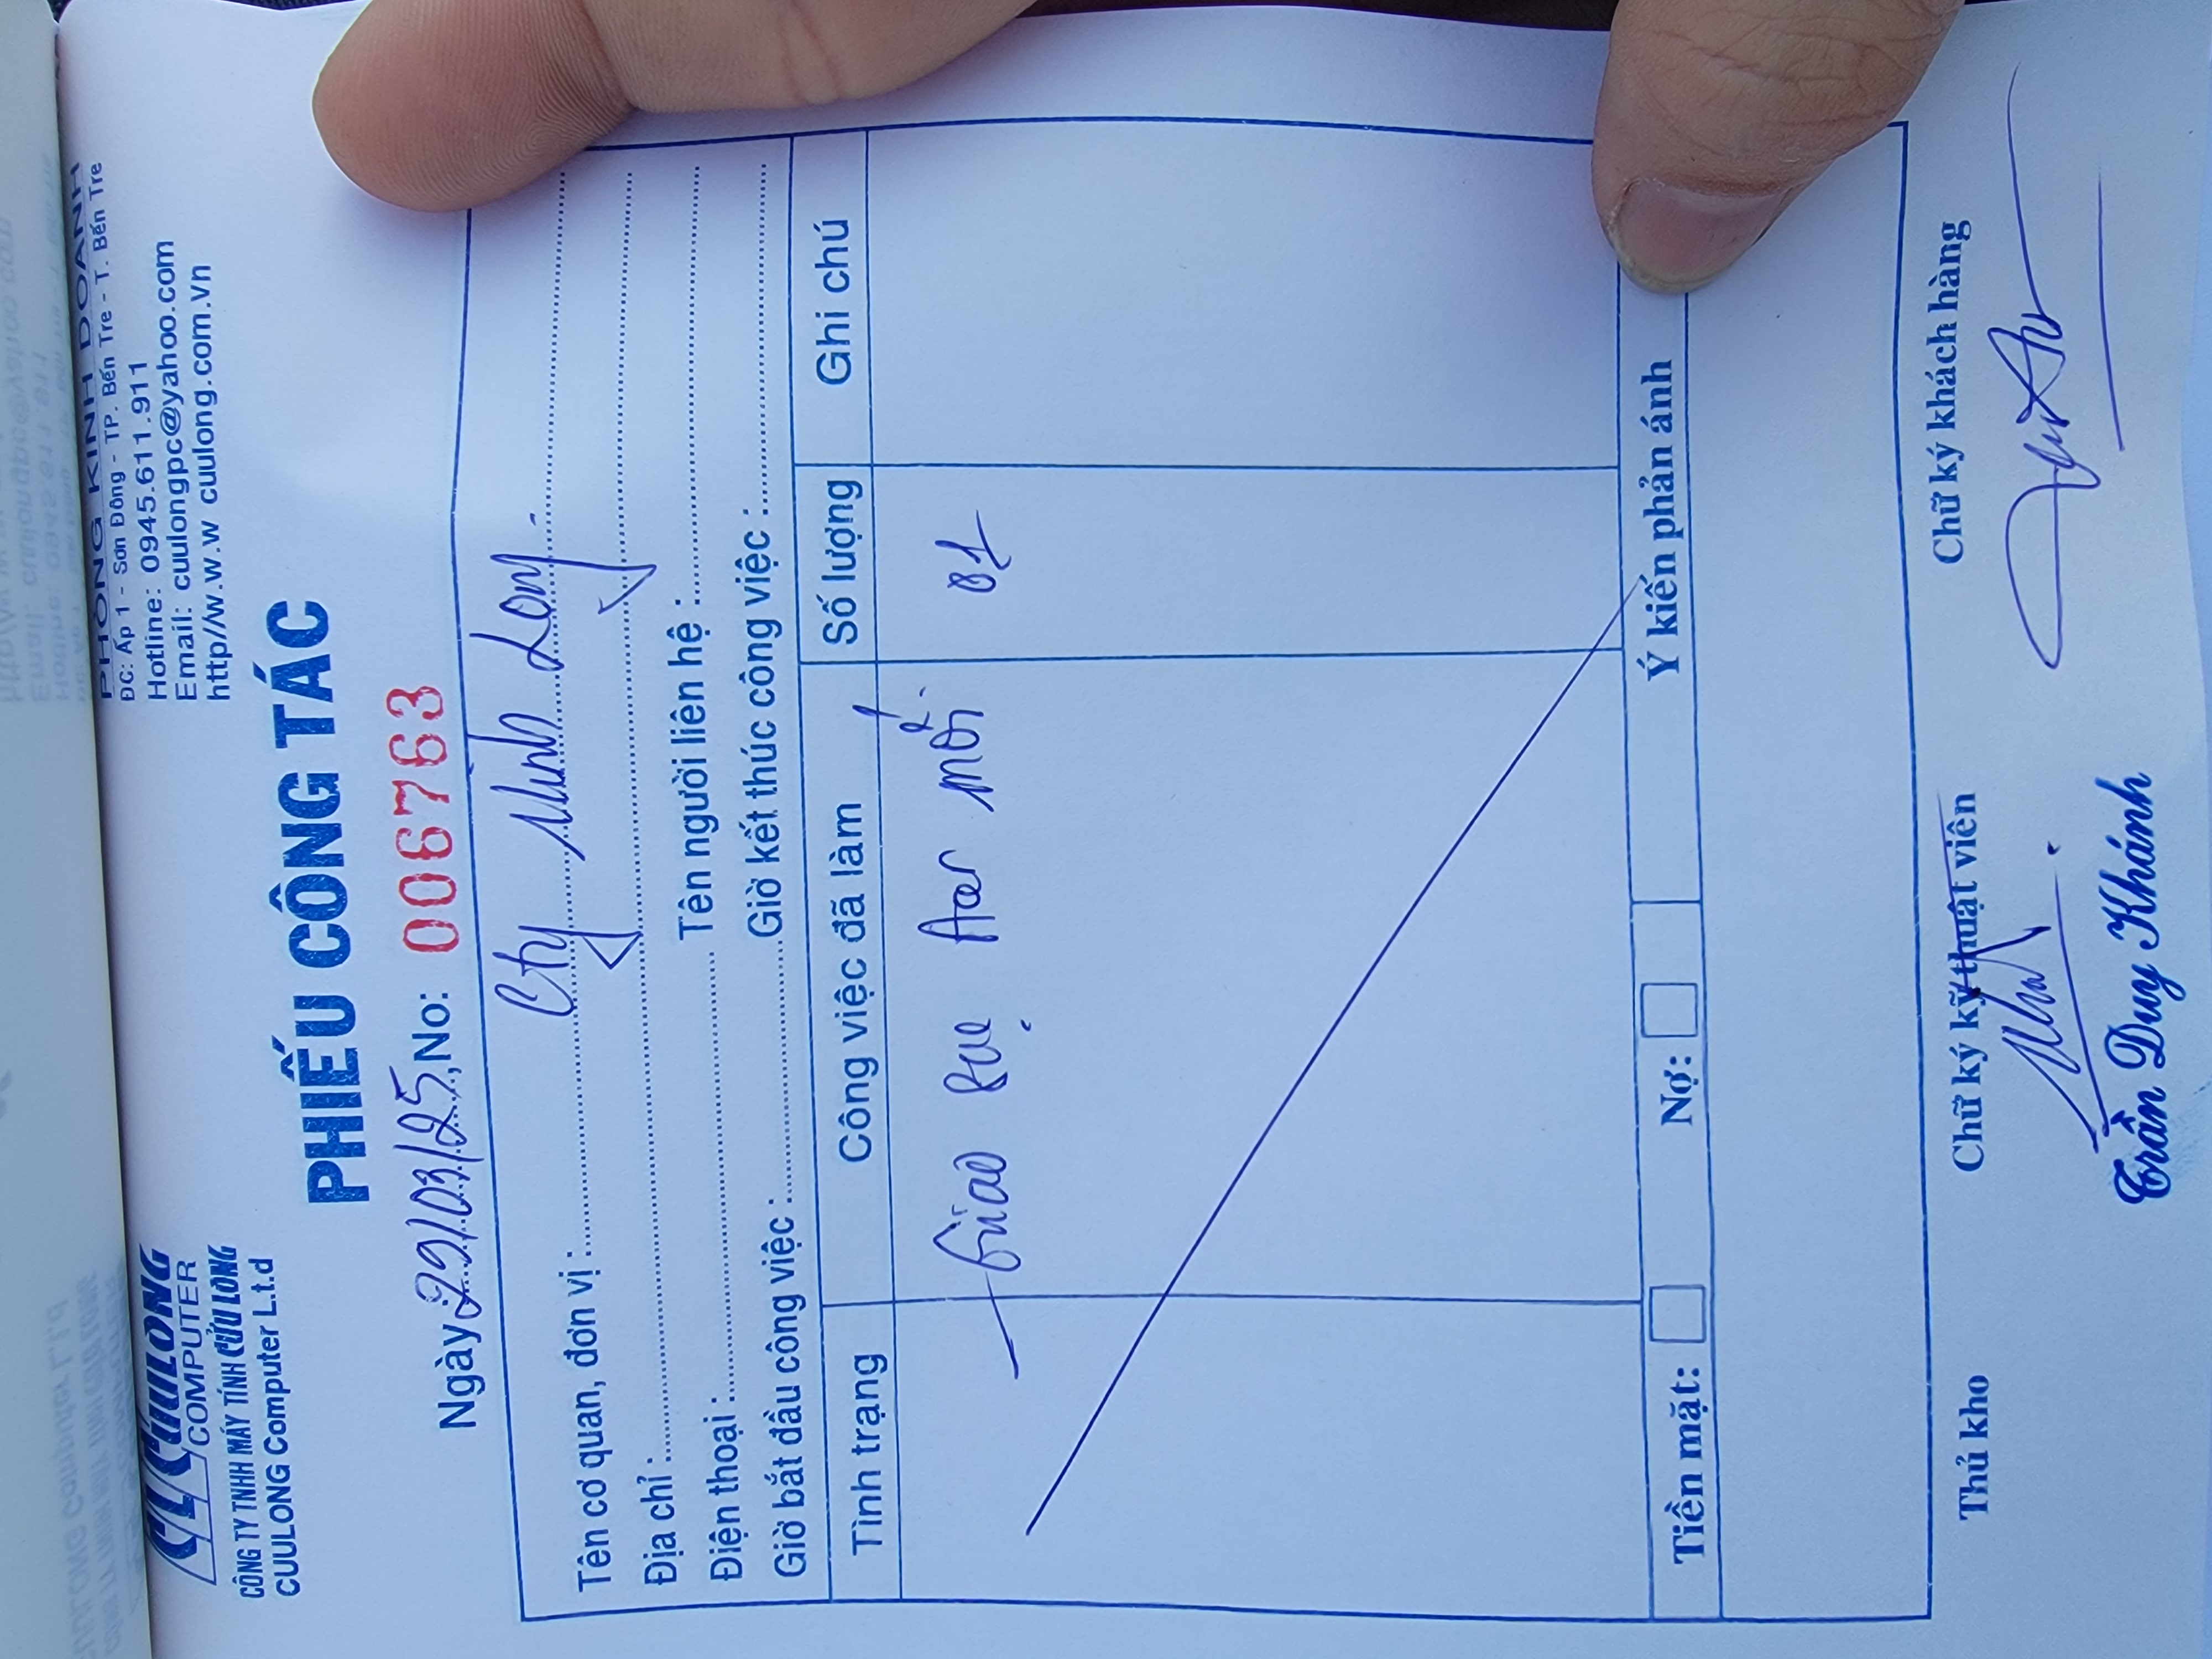 CUULONG
COMPUTER
CÔNG TY TNHH MÁY TÍNH CỬU LONG
CUULONG Computer L.t.d
PHÒNG KINH DOANH
ĐC: Ấp 1 - Sơn Đông - TP. Bến Tre - T. Bến Tre
Hotline: 0945.611.911
Email: cuulongpc@yahoo.com
http//w.w.w cuulong.com.vn
PHIẾU CÔNG TÁC
Ngày 22/03/25, No: 006763
Tên cơ quan, đơn vị : Cty Minh Long
Địa chỉ :
Điện thoại : Tên người liên hệ :
Giờ bắt đầu công việc : Giờ kết thúc công việc :
Tình trạng Công việc đã làm Số lượng Ghi chú
- Giao Acer mới. 01
Tiền mặt: Nợ: Ý kiến phản ánh
Thủ kho Chữ ký kỹ thuật viên Chữ ký khách hàng
Trần Duy Khánh